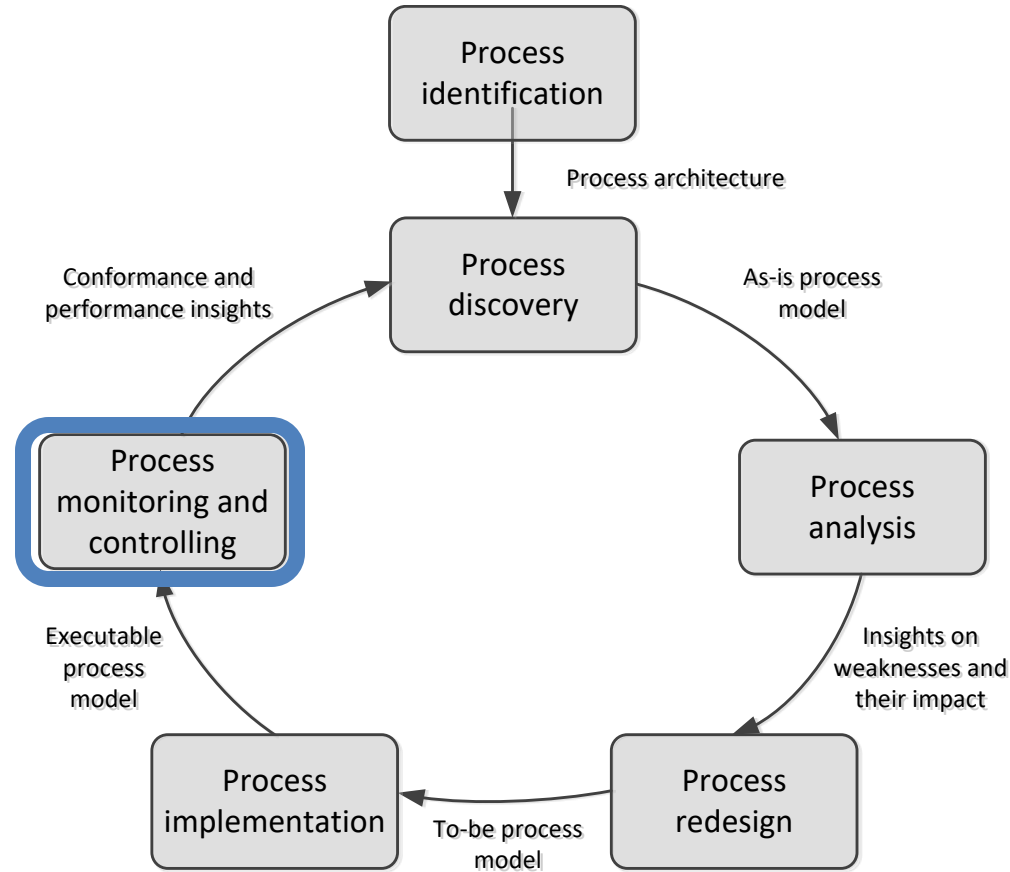 Process
identification
Process architecture
Process
discovery
Conformance and
performance insights
As-is process
model
Process
monitoring and
controlling
Process
analysis
Executable
process
model
Insights on
weaknesses and
their impact
Process
implementation
To-be process
model
Process
redesign